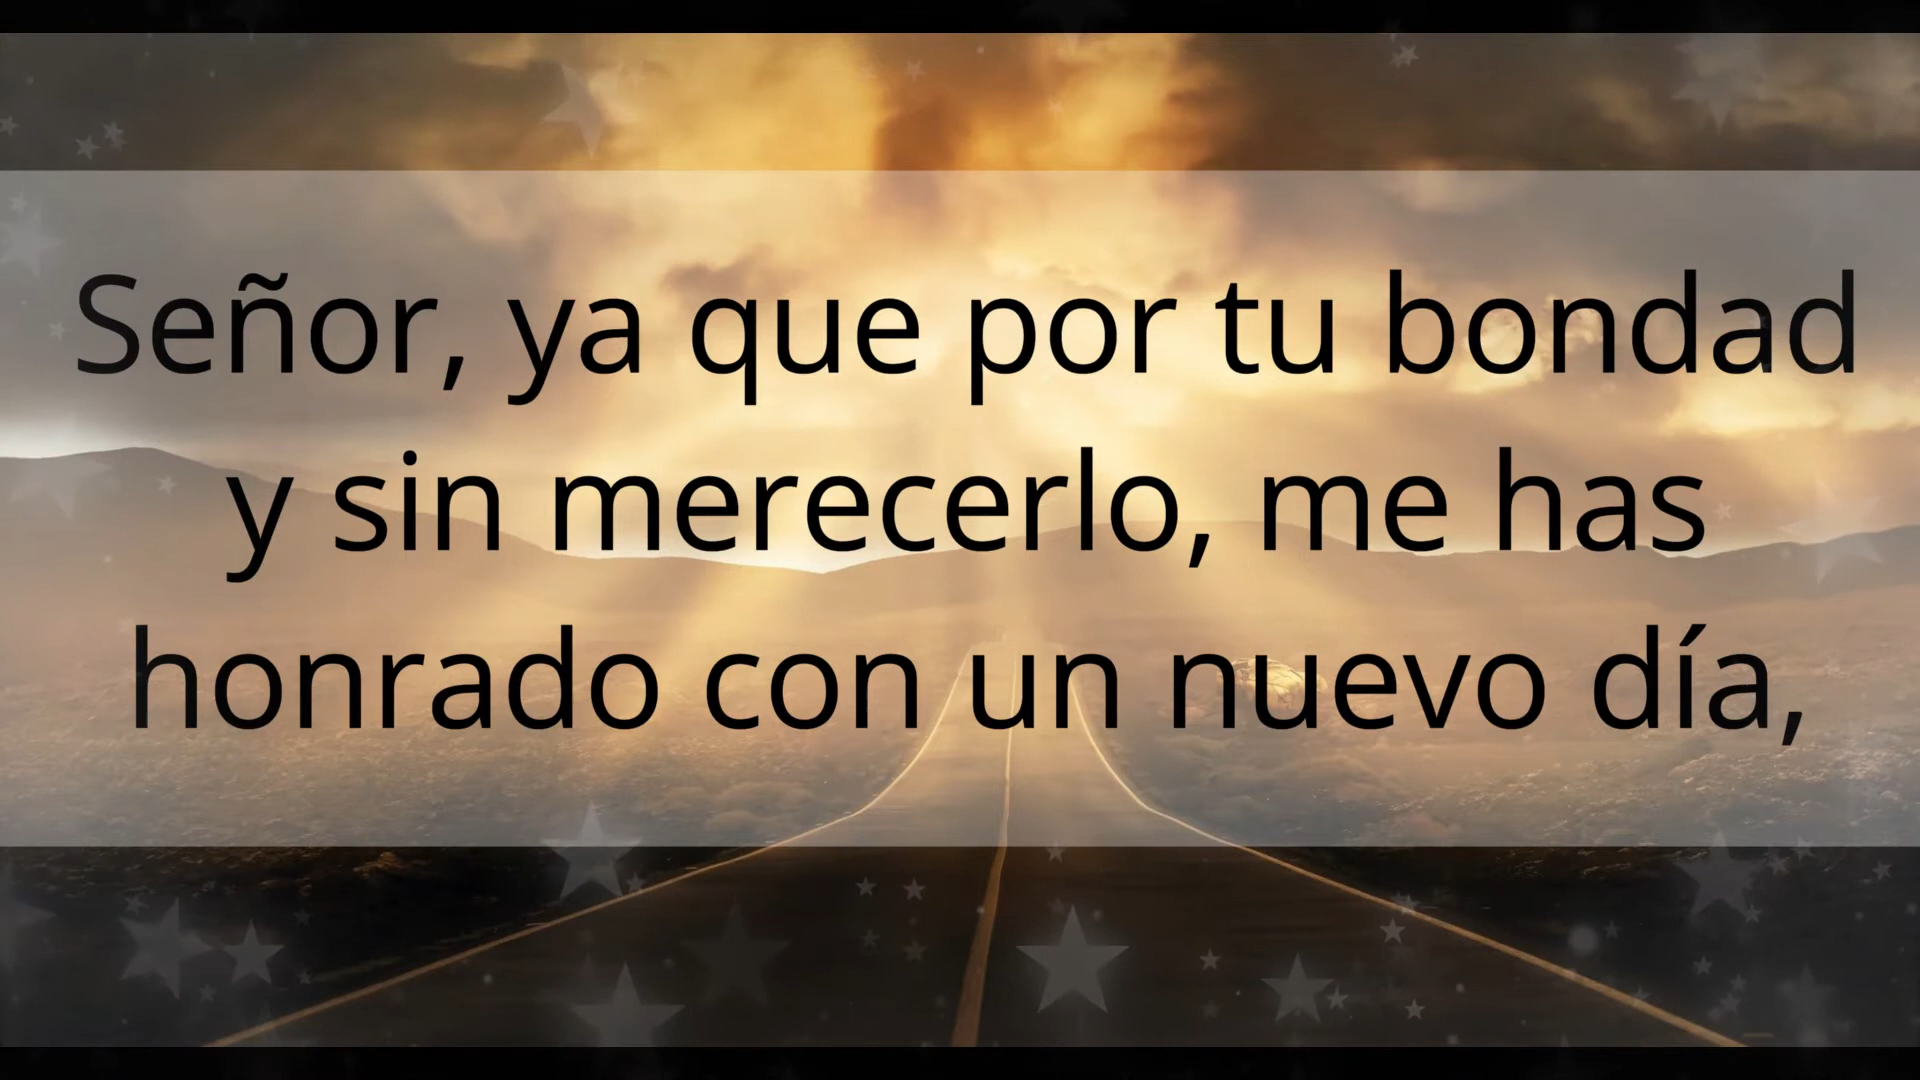 Señor, ya que por tu bondad
y sin merecerlo, me has
honrado con un nuevo día,